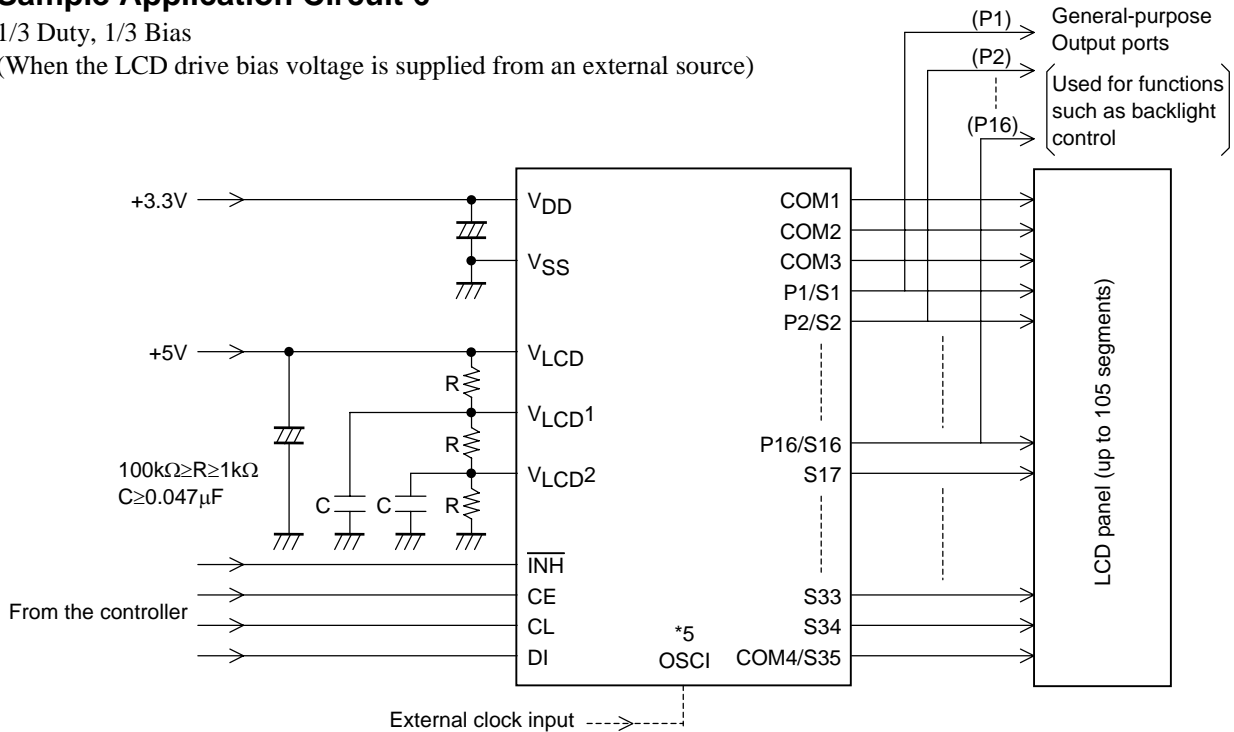 1/3 Duty, 1/3 Bias
(When the LCD drive bias voltage is supplied from an external source)
(P1)
General-purpose
Output ports
(P2)
Used for functions
such as backlight
control
(P16)
+3.3V
VDD
VSS
+5V
VLCD
R
VLCD1
R
VLCD2
R
100kΩ≥R≥1kΩ
C≥0.047μF
C
C
INH
CE
CL
DI
From the controller
*5
OSCI
External clock input
COM1
COM2
COM3
P1/S1
P2/S2
P16/S16
S17
S33
S34
COM4/S35
LCD panel (up to 105 segments)